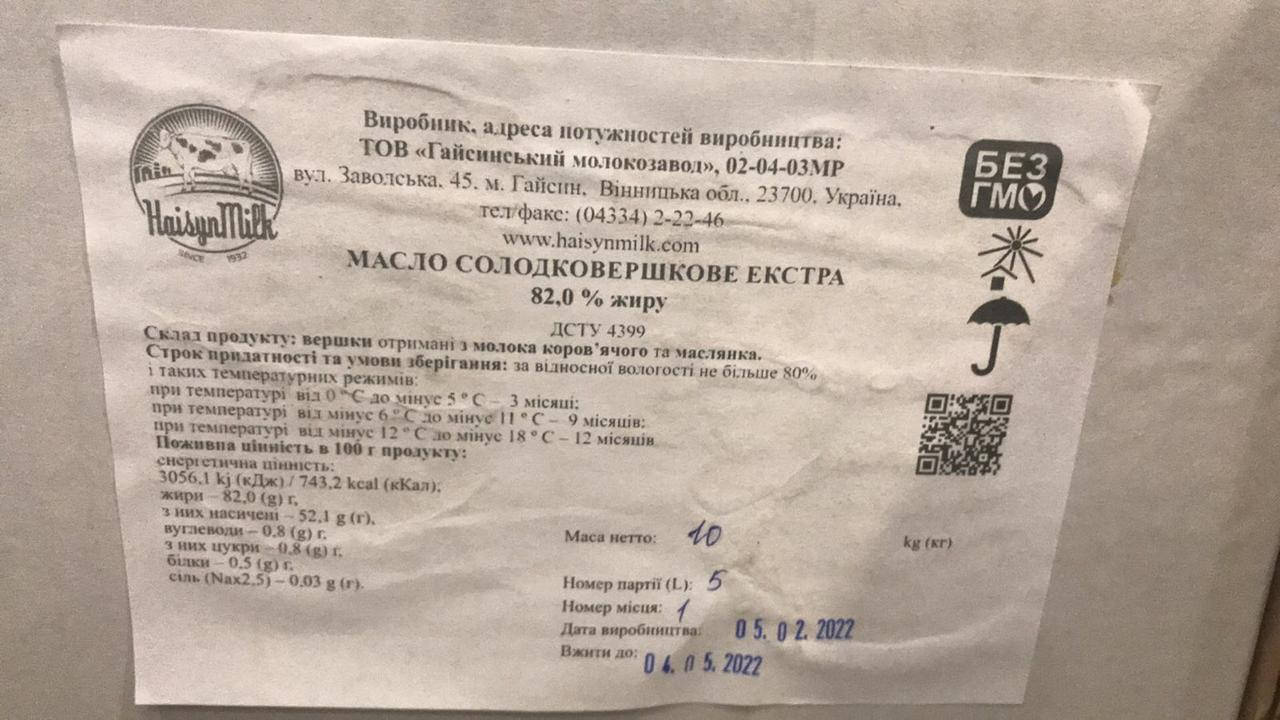 HaisynMilk
SINCE 1932
Виробник, адреса потужностей виробництва:
ТОВ «Гайсинський молокозавод», 02-04-03МР
вул. Заводська, 45. м. Гайсин, Вінницька обл., 23700, Україна,
тел/факс: (04334) 2-22-46
www.haisynmilk.com
МАСЛО СОЛОДКОВЕРШКОВЕ ЕКСТРА
82,0 % жиру
ДСТУ 4399
БЕЗ
ГМО
Склад продукту: вершки отримані з молока коров’ячого та маслянка.
Строк придатності та умови зберігання: за відносної вологості не більше 80%
і таких температурних режимів:
при температурі від 0 °С до мінус 5 ° С – 3 місяці;
при температурі від мінус 6 ° С до мінус 11 ° С – 9 місяців;
при температурі від мінус 12 ° С до мінус 18 ° С – 12 місяців
Поживна цінність в 100 г продукту:
енергетична цінність:
3056,1 kj (кДж) / 743,2 kcal (кКал);
жири – 82,0 (g) г,
з них насичені – 52,1 g (г),
вуглеводи – 0,8 (g) г,
з них цукри – 0,8 (g) г,
білки – 0,5 (g) г,
сіль (Nax2,5) – 0,03 g (г).
Маса нетто: 10 kg (кг)
Номер партії (L): 5
Номер місця: 1
Дата виробництва: 05.02.2022
Вжити до: 04.05.2022